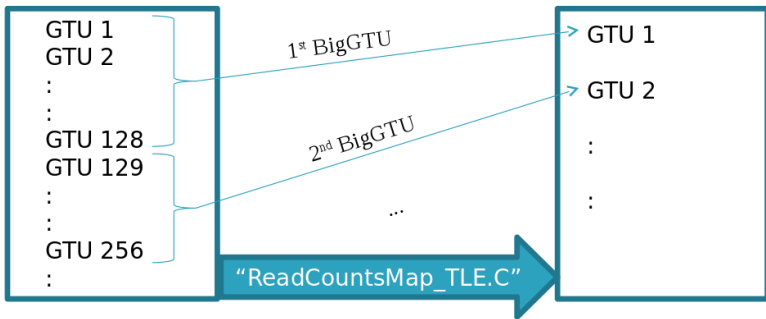 GTU 1
GTU 2
:
:
GTU 128
GTU 129
:
:
GTU 256
:
1st BigGTU
2nd BigGTU
...
“ReadCountsMap_TLE.C”
GTU 1
GTU 2
:
: